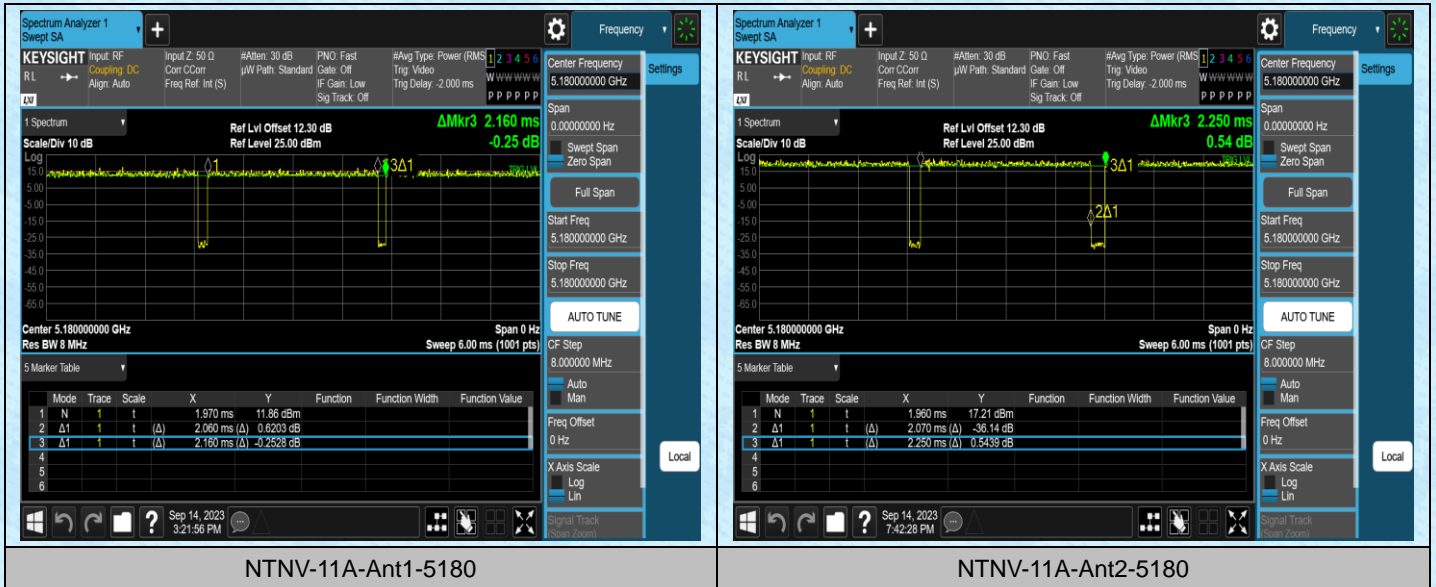 Spectrum Analyzer 1
Swept SA
+
Frequency
KEYSIGHT
RL
LXI
Input: RF
Coupling: DC
Align: Auto
Input Z: 50 Ω
Corr CCorr
Freq Ref: Int (S)
#Atten: 30 dB
µW Path: Standard
PNO: Fast
Gate: Off
IF Gain: Low
Sig Track: Off
#Avg Type: Power (RMS
Trig: Video
Trig Delay: -2.000 ms
1 2 3 4 5 6
W W W W W W
P P P P P P
1 Spectrum
Scale/Div 10 dB
Ref Lvl Offset 12.30 dB
Ref Level 25.00 dBm
ΔMkr3 2.160 ms
-0.25 dB
Log
15.0
5.00
-5.00
-15.0
-25.0
-35.0
-45.0
-55.0
-65.0
1
3Δ1
TRIG LVL
Center 5.180000000 GHz
Res BW 8 MHz
Span 0 Hz
Sweep 6.00 ms (1001 pts)
5 Marker Table
Mode Trace Scale X Y Function Function Width Function Value
1 N 1 t 1.970 ms 11.86 dBm
2 Δ1 1 t (Δ) 2.060 ms (Δ) 0.6203 dB
3 Δ1 1 t (Δ) 2.160 ms (Δ) -0.2528 dB
4
5
6
?
Sep 14, 2023
3:21:56 PM
Center Frequency
5.180000000 GHz
Span
0.00000000 Hz
Swept Span
Zero Span
Full Span
Start Freq
5.180000000 GHz
Stop Freq
5.180000000 GHz
AUTO TUNE
CF Step
8.000000 MHz
Auto
Man
Freq Offset
0 Hz
X Axis Scale
Log
Lin
Signal Track
(Span Zoom)
Settings
Local
NTNV-11A-Ant1-5180
Spectrum Analyzer 1
Swept SA
+
Frequency
KEYSIGHT
RL
LXI
Input: RF
Coupling: DC
Align: Auto
Input Z: 50 Ω
Corr CCorr
Freq Ref: Int (S)
#Atten: 30 dB
µW Path: Standard
PNO: Fast
Gate: Off
IF Gain: Low
Sig Track: Off
#Avg Type: Power (RMS
Trig: Video
Trig Delay: -2.000 ms
1 2 3 4 5 6
W W W W W W
P P P P P P
1 Spectrum
Scale/Div 10 dB
Ref Lvl Offset 12.30 dB
Ref Level 25.00 dBm
ΔMkr3 2.250 ms
0.54 dB
Log
15.0
5.00
-5.00
-15.0
-25.0
-35.0
-45.0
-55.0
-65.0
3Δ1
2Δ1
TRIG LVL
Center 5.180000000 GHz
Res BW 8 MHz
Span 0 Hz
Sweep 6.00 ms (1001 pts)
5 Marker Table
Mode Trace Scale X Y Function Function Width Function Value
1 N 1 t 1.960 ms 17.21 dBm
2 Δ1 1 t (Δ) 2.070 ms (Δ) -36.14 dB
3 Δ1 1 t (Δ) 2.250 ms (Δ) 0.5439 dB
4
5
6
?
Sep 14, 2023
7:42:28 PM
Center Frequency
5.180000000 GHz
Span
0.00000000 Hz
Swept Span
Zero Span
Full Span
Start Freq
5.180000000 GHz
Stop Freq
5.180000000 GHz
AUTO TUNE
CF Step
8.000000 MHz
Auto
Man
Freq Offset
0 Hz
X Axis Scale
Log
Lin
Signal Track
(Span Zoom)
Settings
Local
NTNV-11A-Ant2-5180